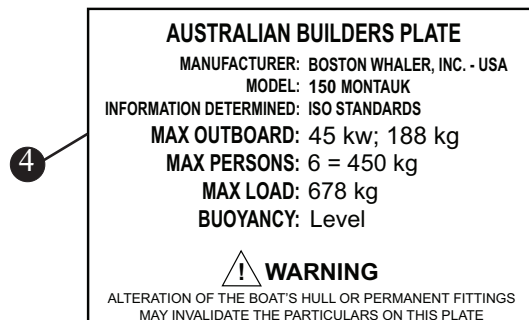 AUSTRALIAN BUILDERS PLATE
MANUFACTURER: BOSTON WHALER, INC. - USA
MODEL: 150 MONTAUK
INFORMATION DETERMINED: ISO STANDARDS
MAX OUTBOARD: 45 kw; 188 kg
4
MAX PERSONS: 6 = 450 kg
MAX LOAD: 678 kg
BUOYANCY: Level
! WARNING
ALTERATION OF THE BOAT'S HULL OR PERMANENT FITTINGS
MAY INVALIDATE THE PARTICULARS ON THIS PLATE